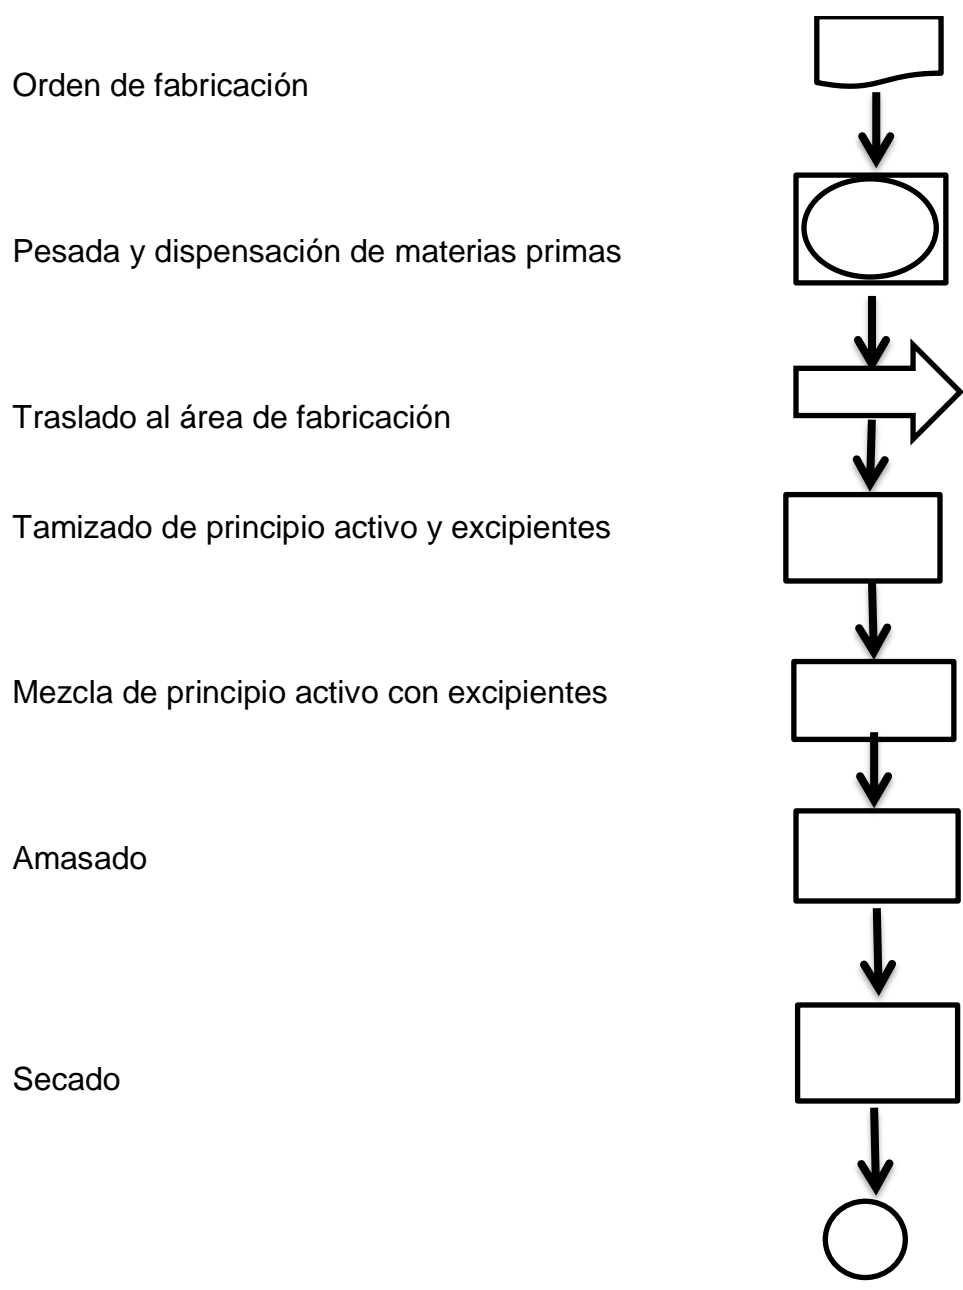 Orden de fabricación
Pesada y dispensación de materias primas
Traslado al área de fabricación
Tamizado de principio activo y excipientes
Mezcla de principio activo con excipientes
Amasado
Secado